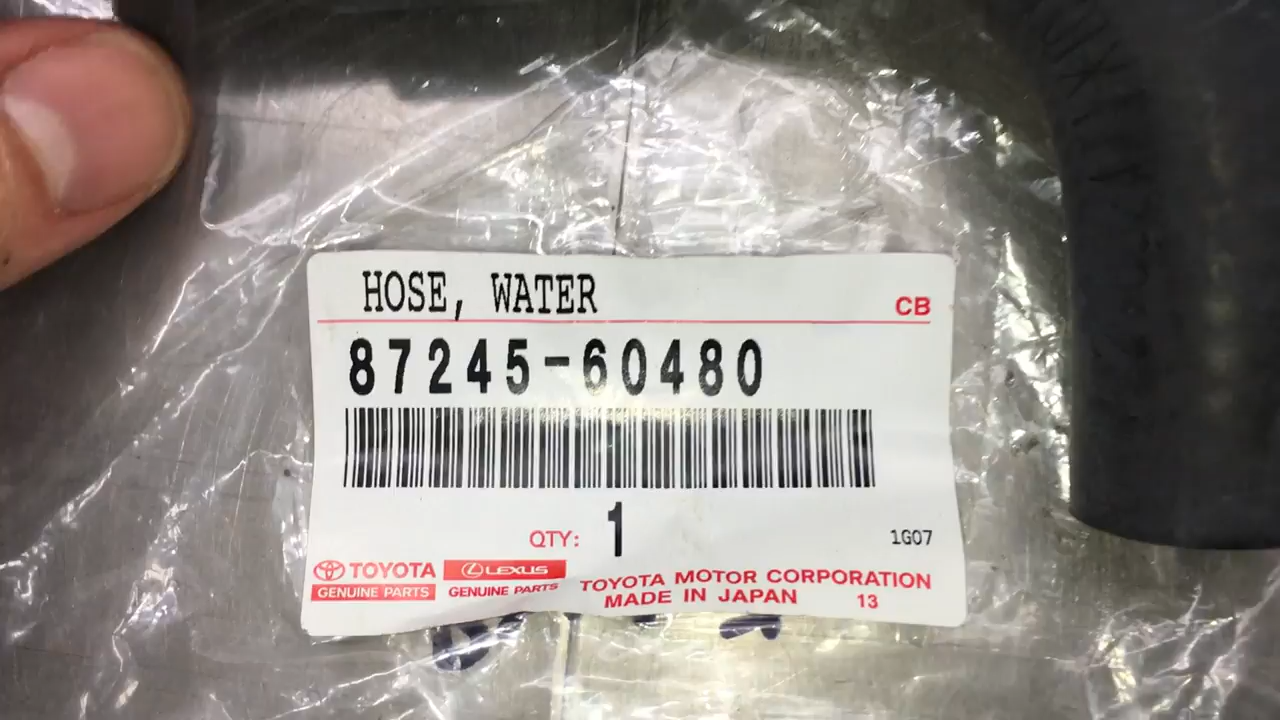 HOSE, WATER
CB
87245-60480
QTY: 1
1G07
TOYOTA LEXUS
GENUINE PARTS GENUINE PARTS
TOYOTA MOTOR CORPORATION
MADE IN JAPAN 13